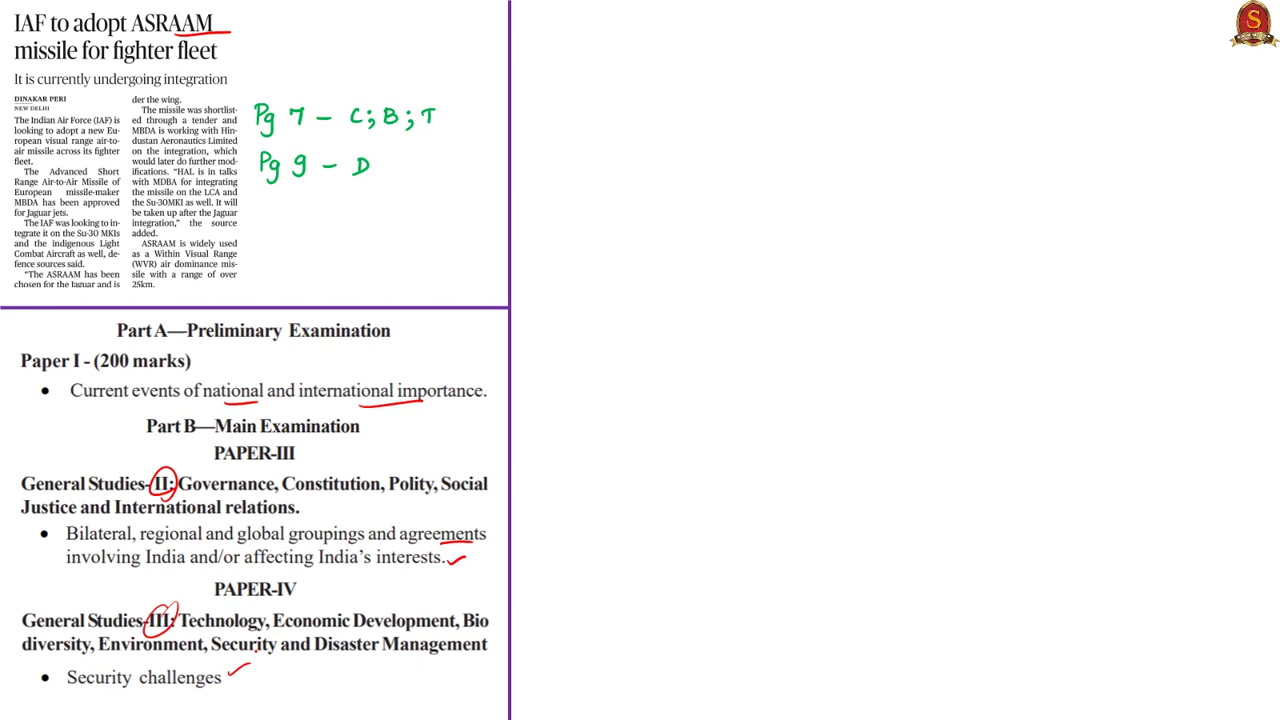 IAF to adopt ASRAAM
missile for fighter fleet
It is currently undergoing integration
DINAKAR PERI
NEW DELHI
The Indian Air Force (IAF) is
looking to adopt a new Eu-
ropean visual range air-to-
air missile across its fighter
fleet.
The Advanced Short
Range Air-to-Air Missile of
European missile-maker
MBDA has been approved
for Jaguar jets.
The IAF was looking to in-
tegrate it on the Su-30 MKIs
and the indigenous Light
Combat Aircraft as well, de-
fence sources said.
“The ASRAAM has been
chosen for the Jaguar and is
der the wing.
The missile was shortlist-
ed through a tender and
MBDA is working with Hin-
dustan Aeronautics Limited
on the integration, which
would later do further mod-
ifications. “HAL is in talks
with MDBA for integrating
the missile on the LCA and
the Su-30MKI as well. It will
be taken up after the Jaguar
integration,” the source
added.
ASRAAM is widely used
as a Within Visual Range
(WVR) air dominance mis-
sile with a range of over
25km.
Pg 7 - C; B; T
Pg 9 - D
S
Part A—Preliminary Examination
Paper I - (200 marks)
• Current events of national and international importance.
Part B—Main Examination
PAPER-III
General Studies-II: Governance, Constitution, Polity, Social
Justice and International relations.
• Bilateral, regional and global groupings and agreements
involving India and/or affecting India’s interests.
PAPER-IV
General Studies-III: Technology, Economic Development, Bio
diversity, Environment, Security and Disaster Management
• Security challenges